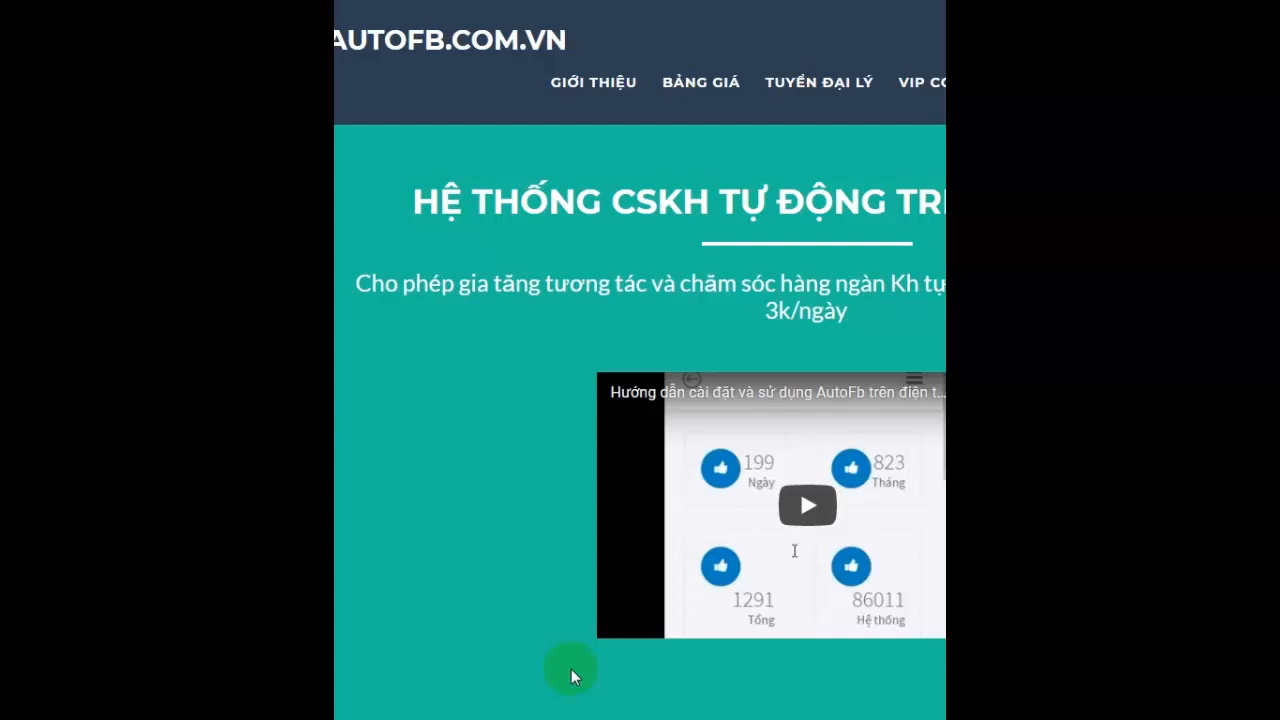 AUTOFB.COM.VN
GIỚI THIỆU BẢNG GIÁ TUYỂN ĐẠI LÝ VIP
HỆ THỐNG CSKH TỰ ĐỘNG
Cho phép gia tăng tương tác và chăm sóc hàng ngàn Kh tự
3k/ngày
Hướng dẫn cài đặt và sử dụng AutoFb trên điện t...
199
Ngày
823
Tháng
1291
Tổng
86011
Hệ thống